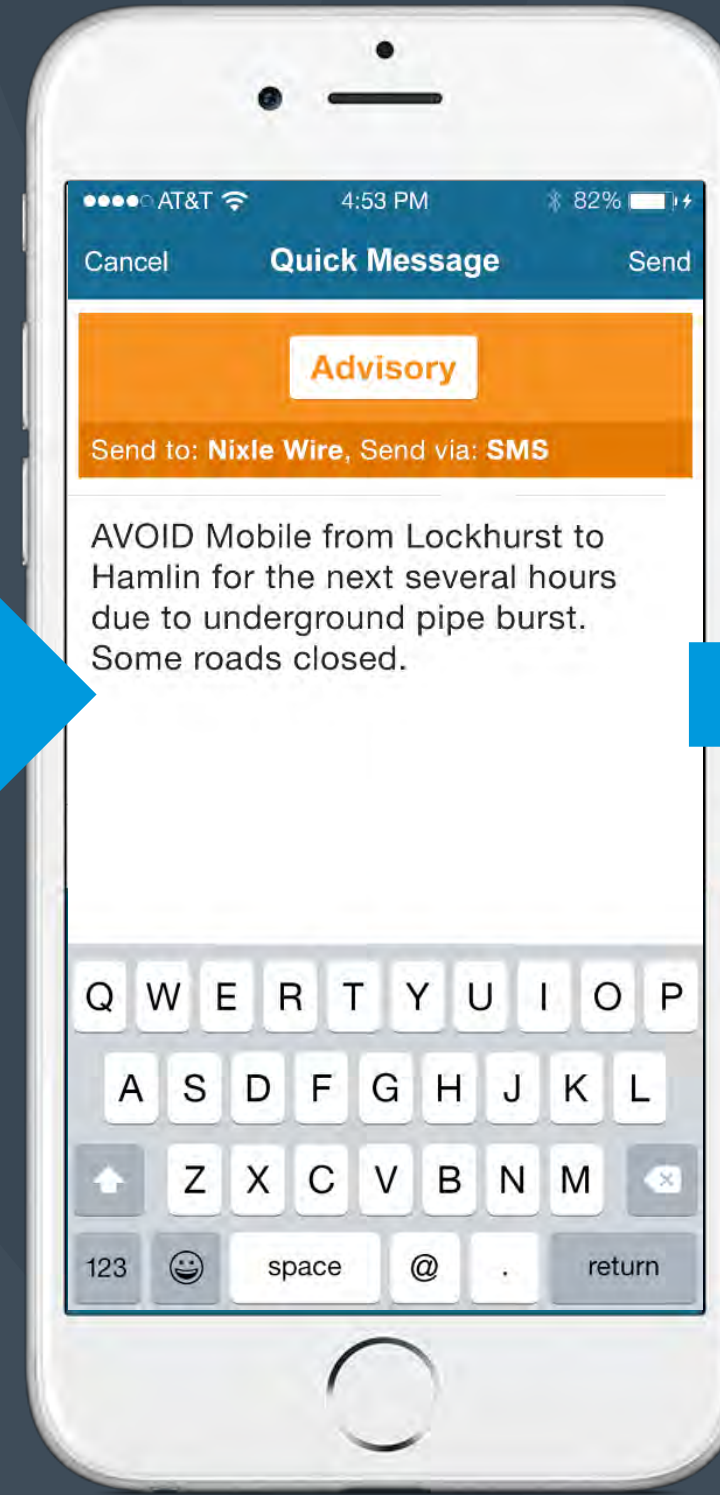 AT&T 4:53 PM 82%
Cancel Quick Message Send
Advisory
Send to: Nixle Wire, Send via: SMS
AVOID Mobile from Lockhurst to
Hamlin for the next several hours
due to underground pipe burst.
Some roads closed.
Q W E R T Y U I O P
A S D F G H J K L
Z X C V B N M
123 space @ . return